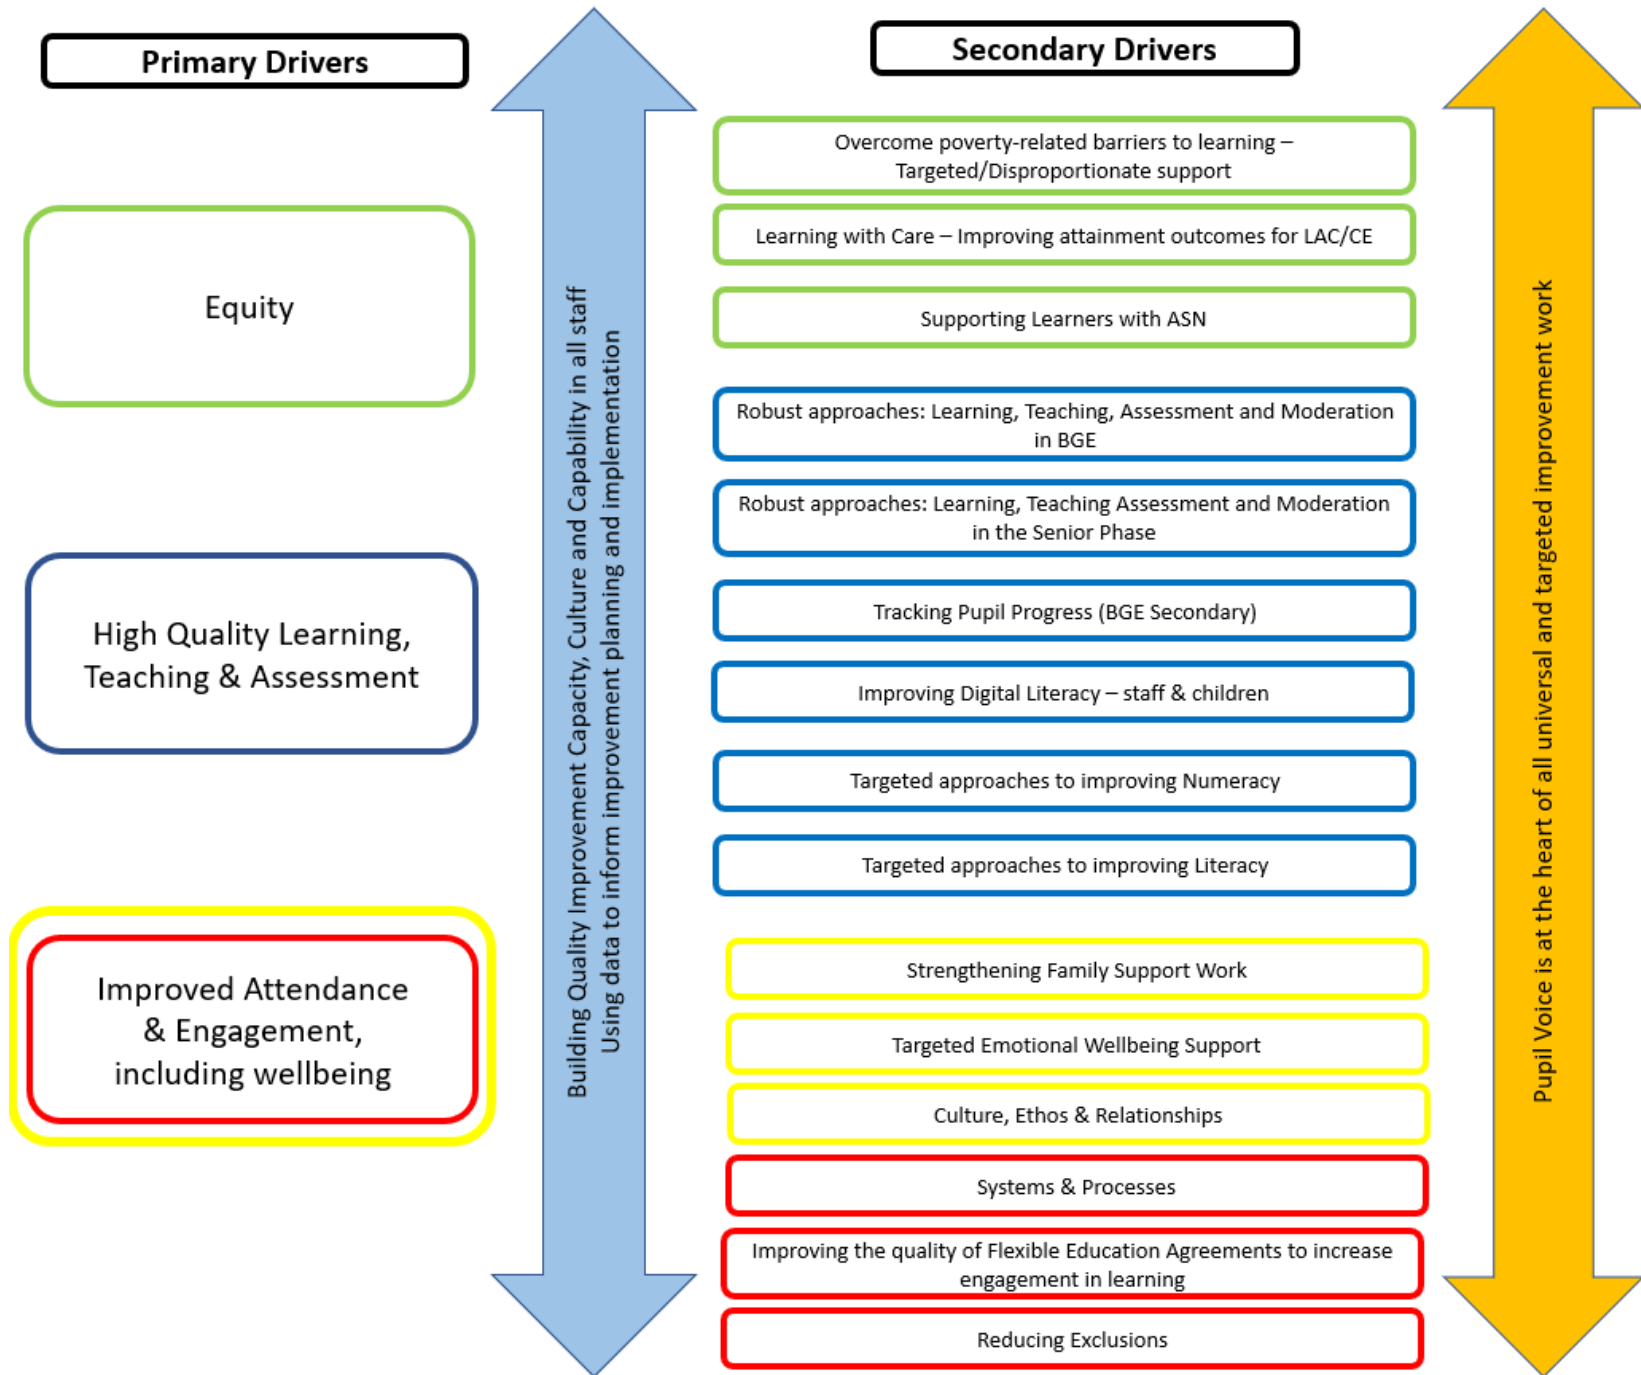 Primary Drivers
Equity
High Quality Learning,
Teaching & Assessment
Improved Attendance
& Engagement,
including wellbeing
Building Quality Improvement Capacity, Culture and Capability in all staff
Using data to inform improvement planning and implementation
Secondary Drivers
Overcome poverty-related barriers to learning –
Targeted/Disproportionate support
Learning with Care – Improving attainment outcomes for LAC/CE
Supporting Learners with ASN
Robust approaches: Learning, Teaching, Assessment and Moderation
in BGE
Robust approaches: Learning, Teaching Assessment and Moderation
in the Senior Phase
Tracking Pupil Progress (BGE Secondary)
Improving Digital Literacy – staff & children
Targeted approaches to improving Numeracy
Targeted approaches to improving Literacy
Strengthening Family Support Work
Targeted Emotional Wellbeing Support
Culture, Ethos & Relationships
Systems & Processes
Improving the quality of Flexible Education Agreements to increase
engagement in learning
Reducing Exclusions
Pupil Voice is at the heart of all universal and targeted improvement work